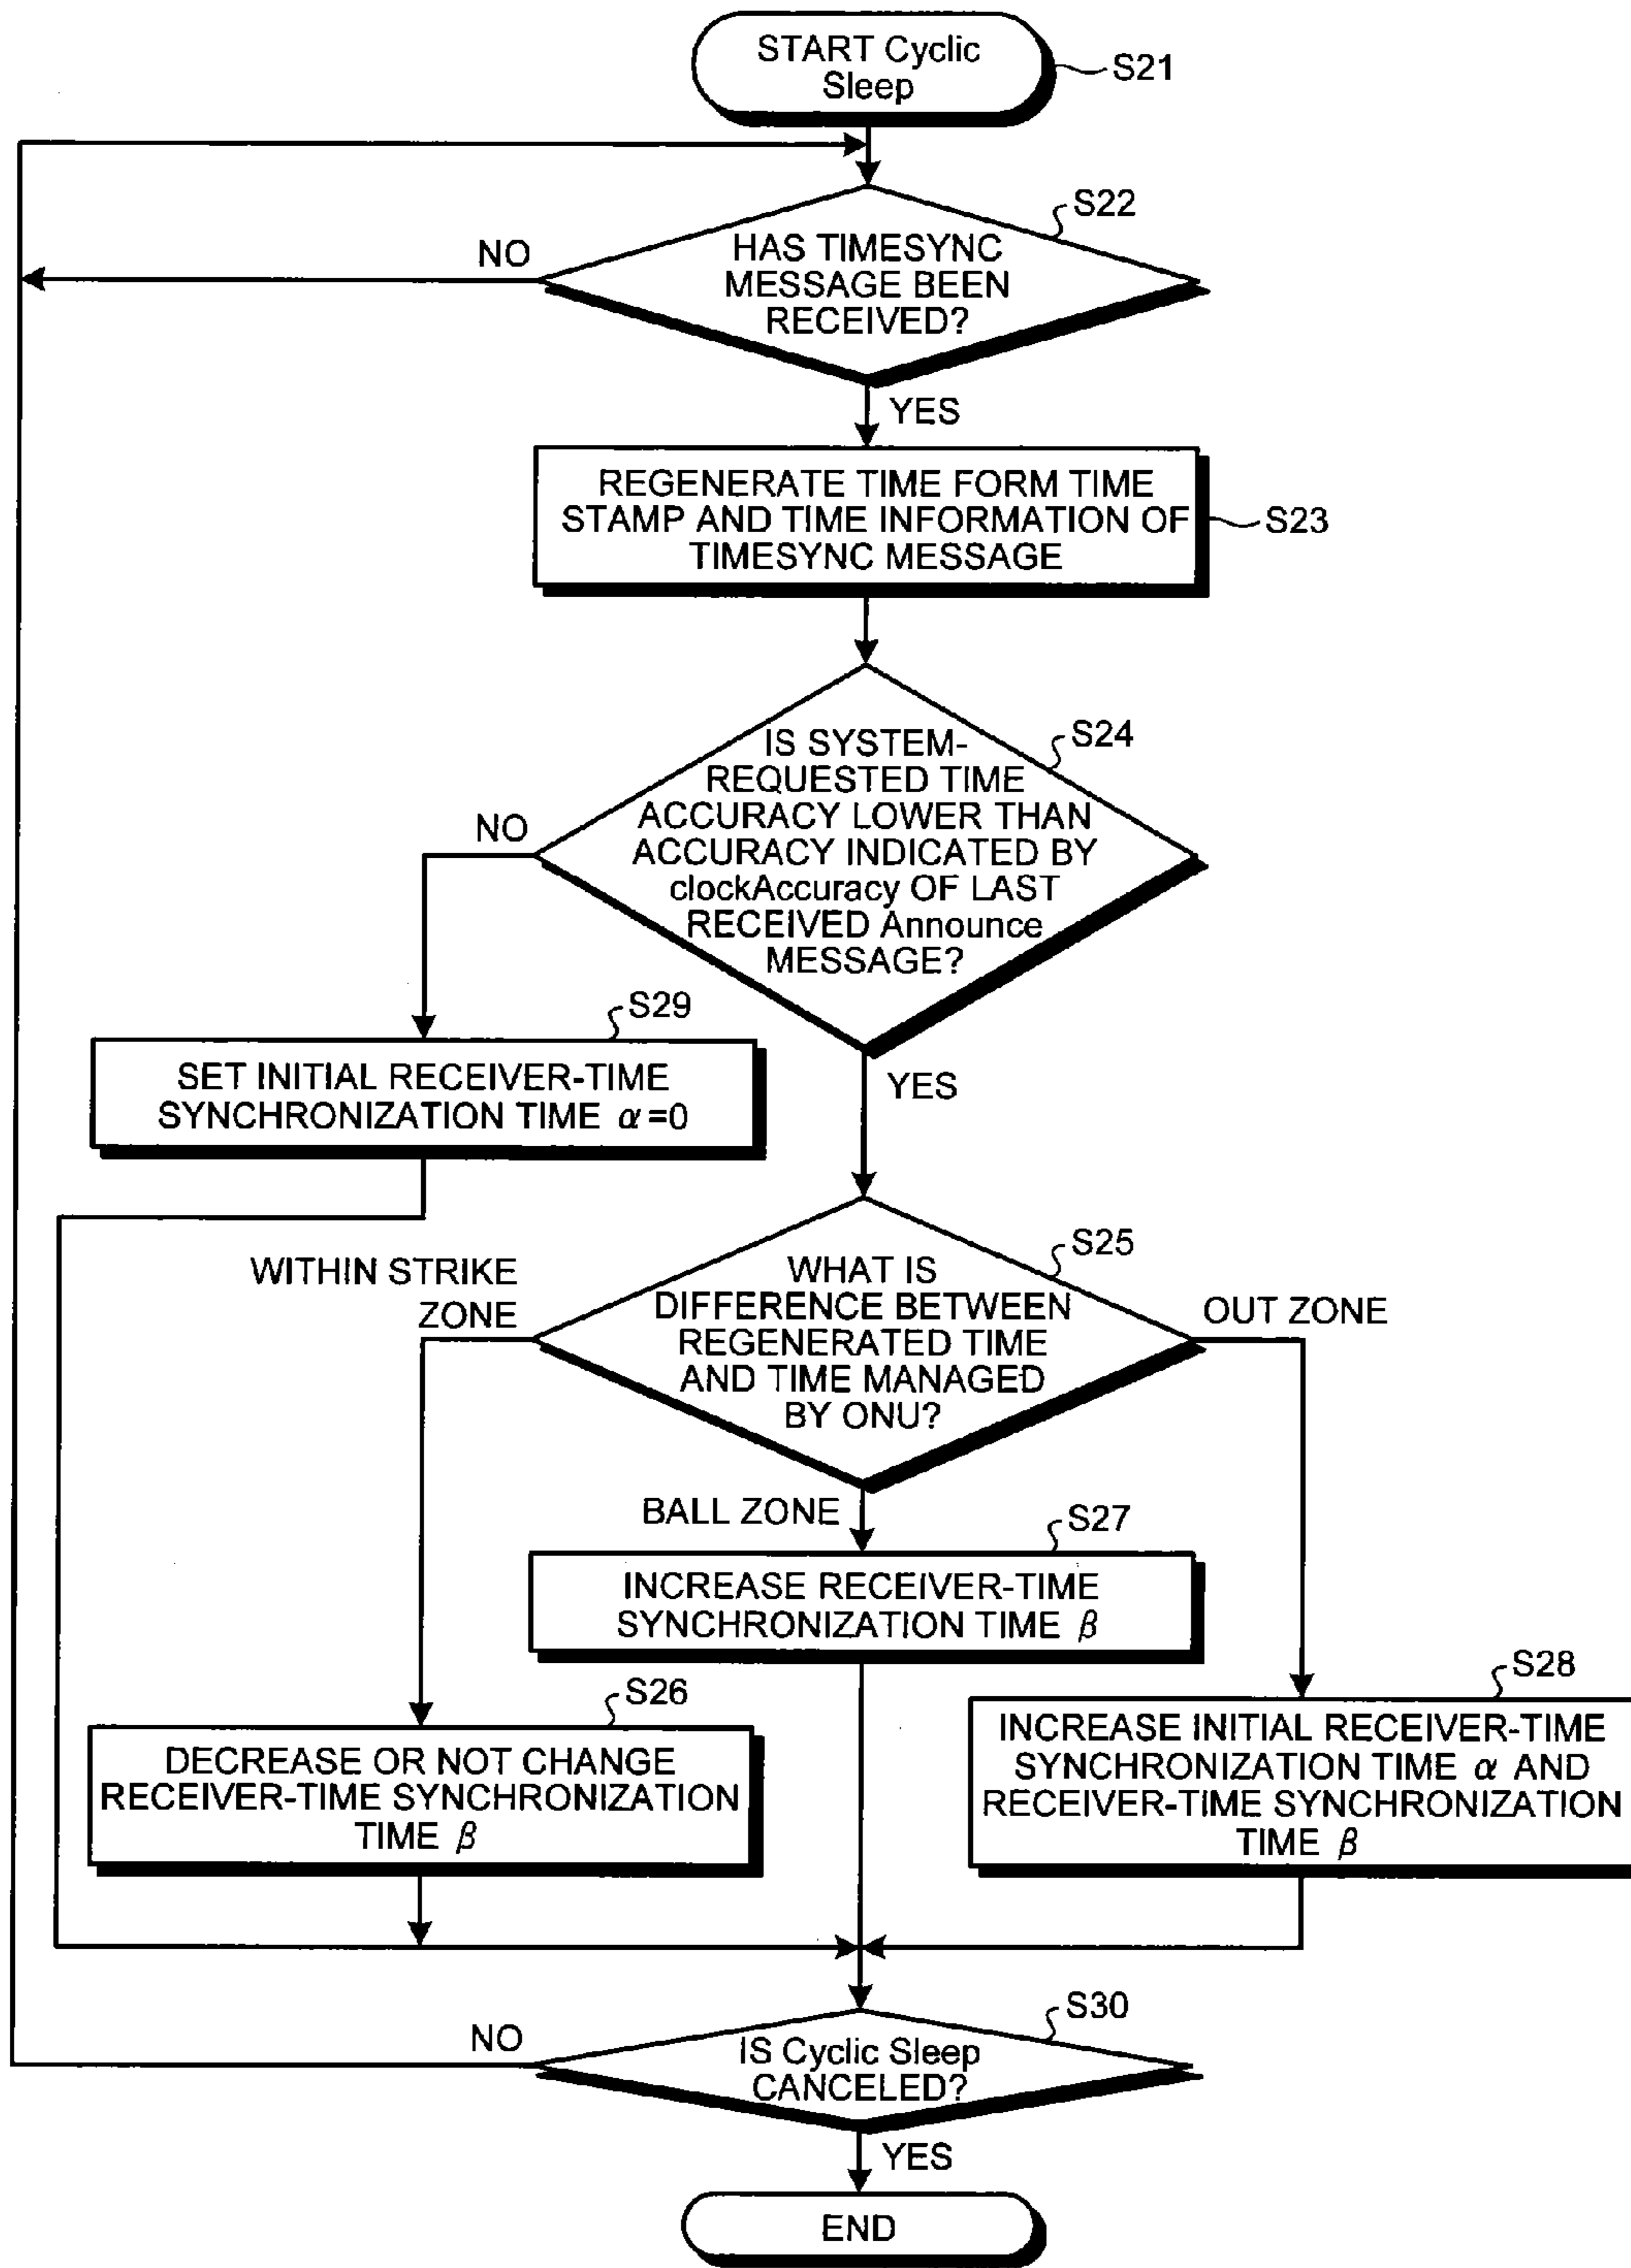 START Cyclic
Sleep
S21
S22
NO
HAS TIMESYNC
MESSAGE BEEN
RECEIVED?
YES
REGENERATE TIME FORM TIME
STAMP AND TIME INFORMATION OF
TIMESYNC MESSAGE
S23
S24
IS SYSTEM-
REQUESTED TIME
ACCURACY LOWER THAN
ACCURACY INDICATED BY
clockAccuracy OF LAST
RECEIVED Announce
MESSAGE?
NO
S29
SET INITIAL RECEIVER-TIME
SYNCHRONIZATION TIME α=0
YES
S25
WITHIN STRIKE
ZONE
WHAT IS
DIFFERENCE BETWEEN
REGENERATED TIME
AND TIME MANAGED
BY ONU?
OUT ZONE
BALL ZONE
S27
INCREASE RECEIVER-TIME
SYNCHRONIZATION TIME β
S26
DECREASE OR NOT CHANGE
RECEIVER-TIME SYNCHRONIZATION
TIME β
S28
INCREASE INITIAL RECEIVER-TIME
SYNCHRONIZATION TIME α AND
RECEIVER-TIME SYNCHRONIZATION
TIME β
S30
NO
IS Cyclic Sleep
CANCELED?
YES
END